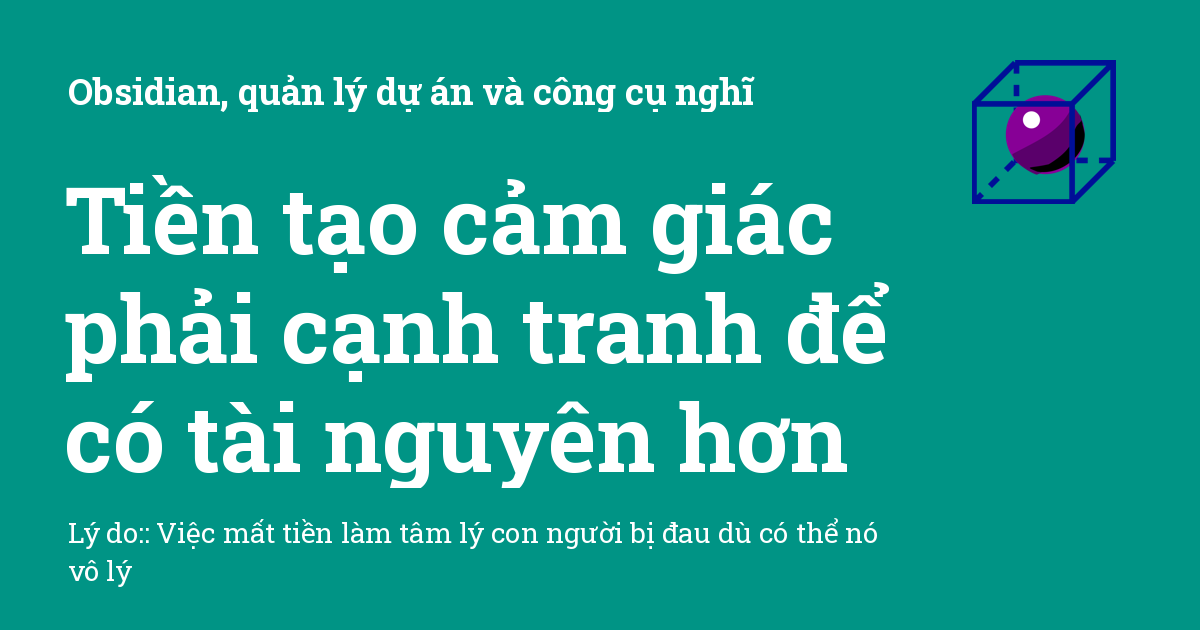 Obsidian, quản lý dự án và công cụ nghĩ
Tiền tạo cảm giác
phải cạnh tranh để
có tài nguyên hơn
Lý do:: Việc mất tiền làm tâm lý con người bị đau dù có thể nó
vô lý